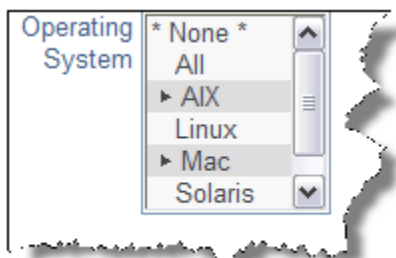 Operating System
* None *
All
▸ AIX
Linux
▸ Mac
Solaris